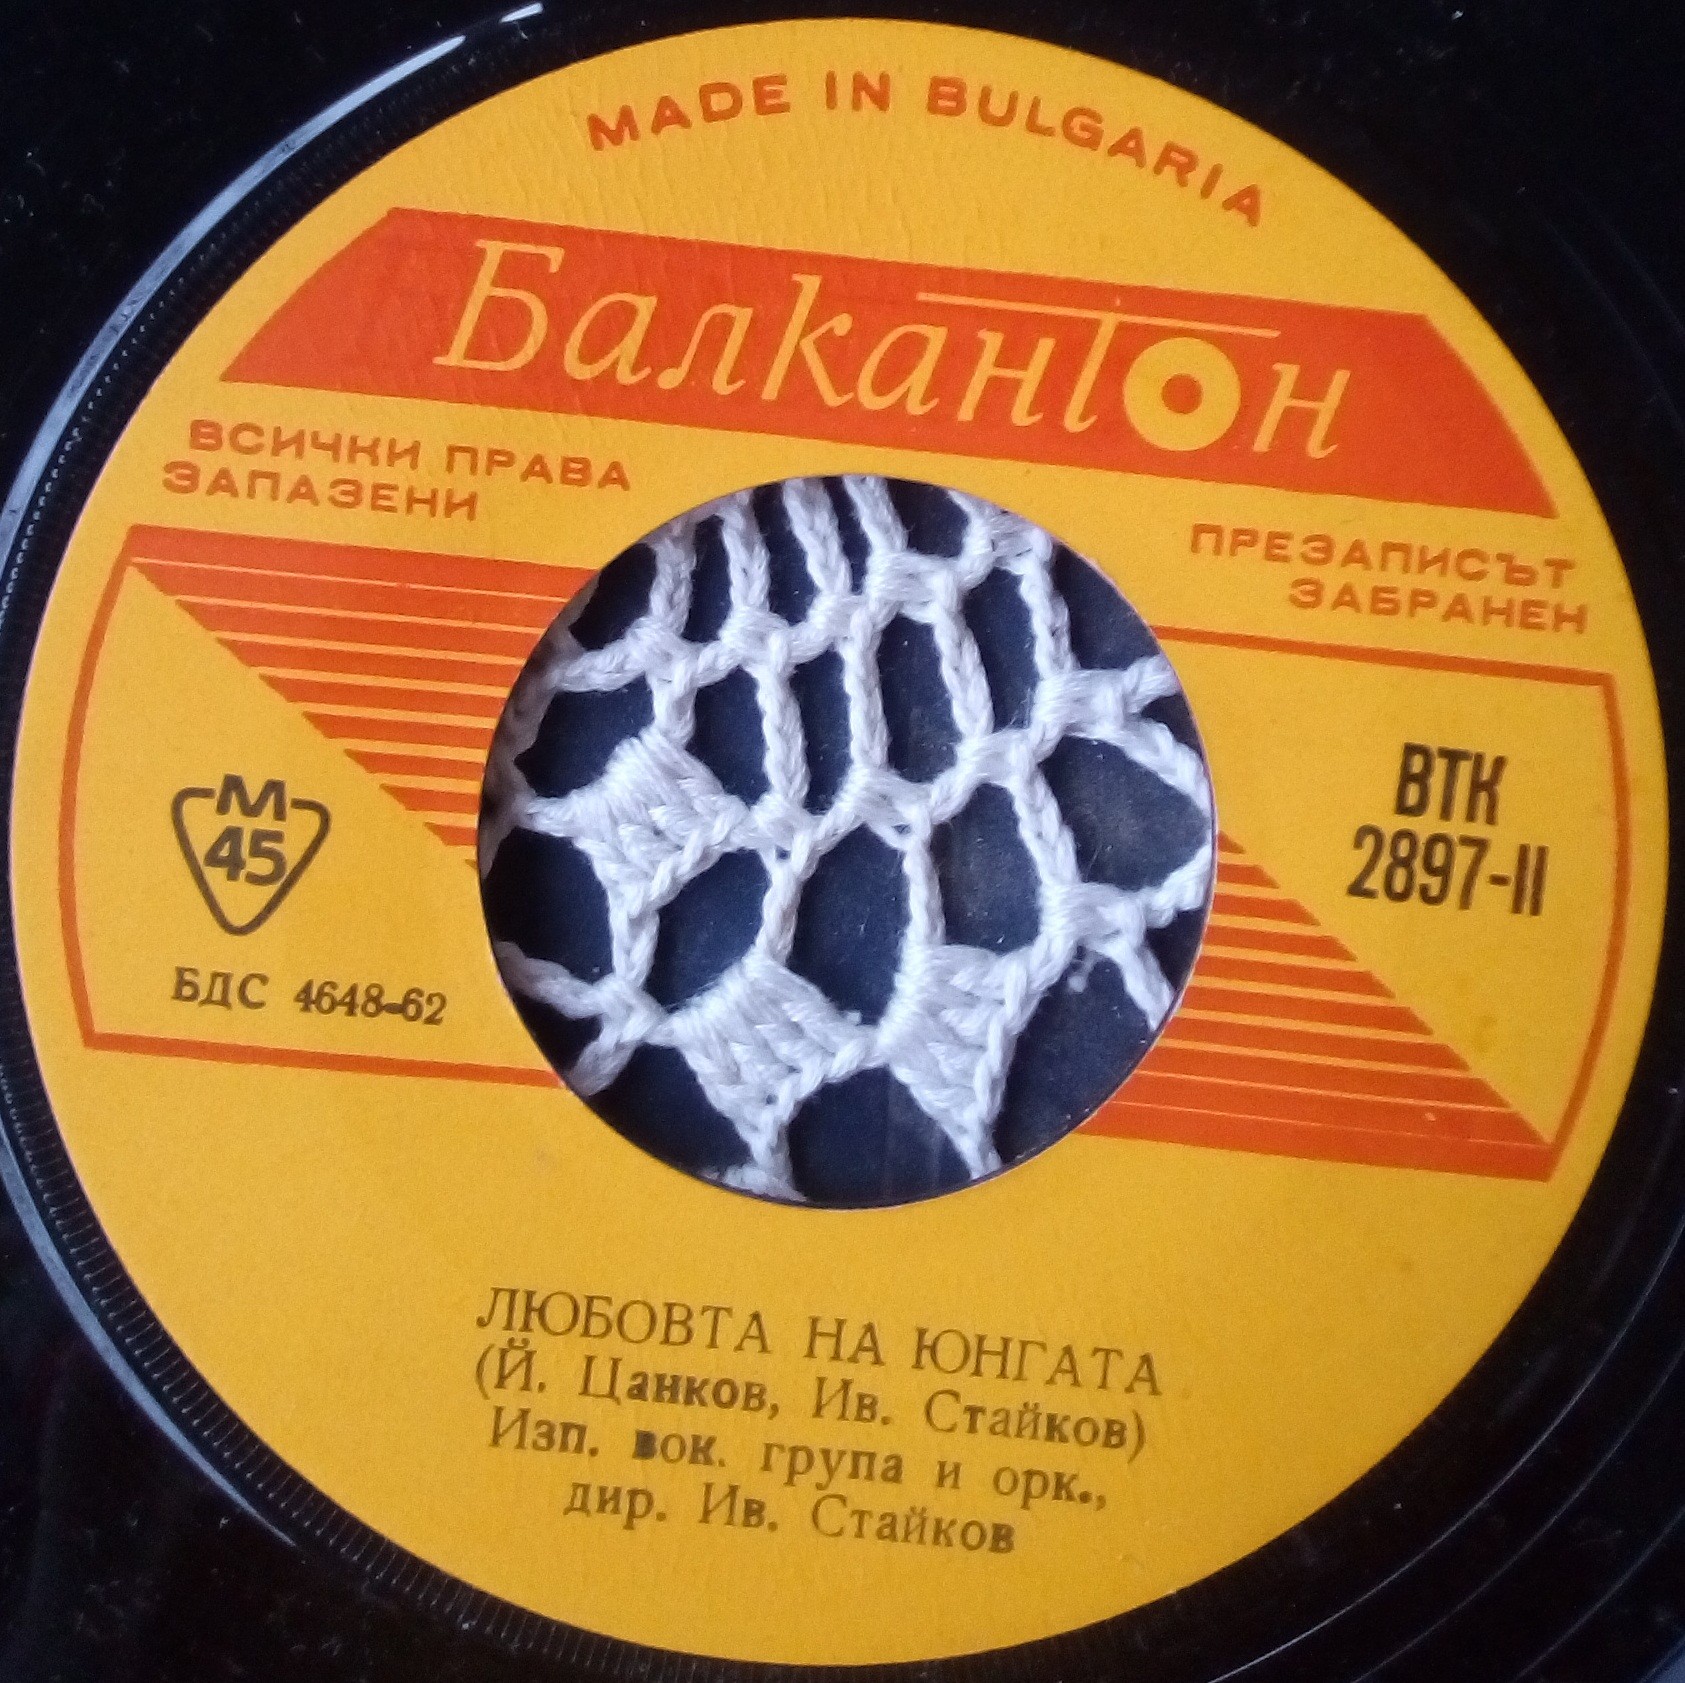 MADE IN BULGARIA
Балкантон
ВСИЧКИ ПРАВА
ЗАПАЗЕНИ
ПРЕЗАПИСЪТ
ЗАБРАНЕН
М
45
БДС 4648-62
ВТК
2897-II
ЛЮБОВТА НА ЮНГАТА
(Й. Цанков, Ив. Стайков)
Изп. вок. група и орк.,
дир. Ив. Стайков